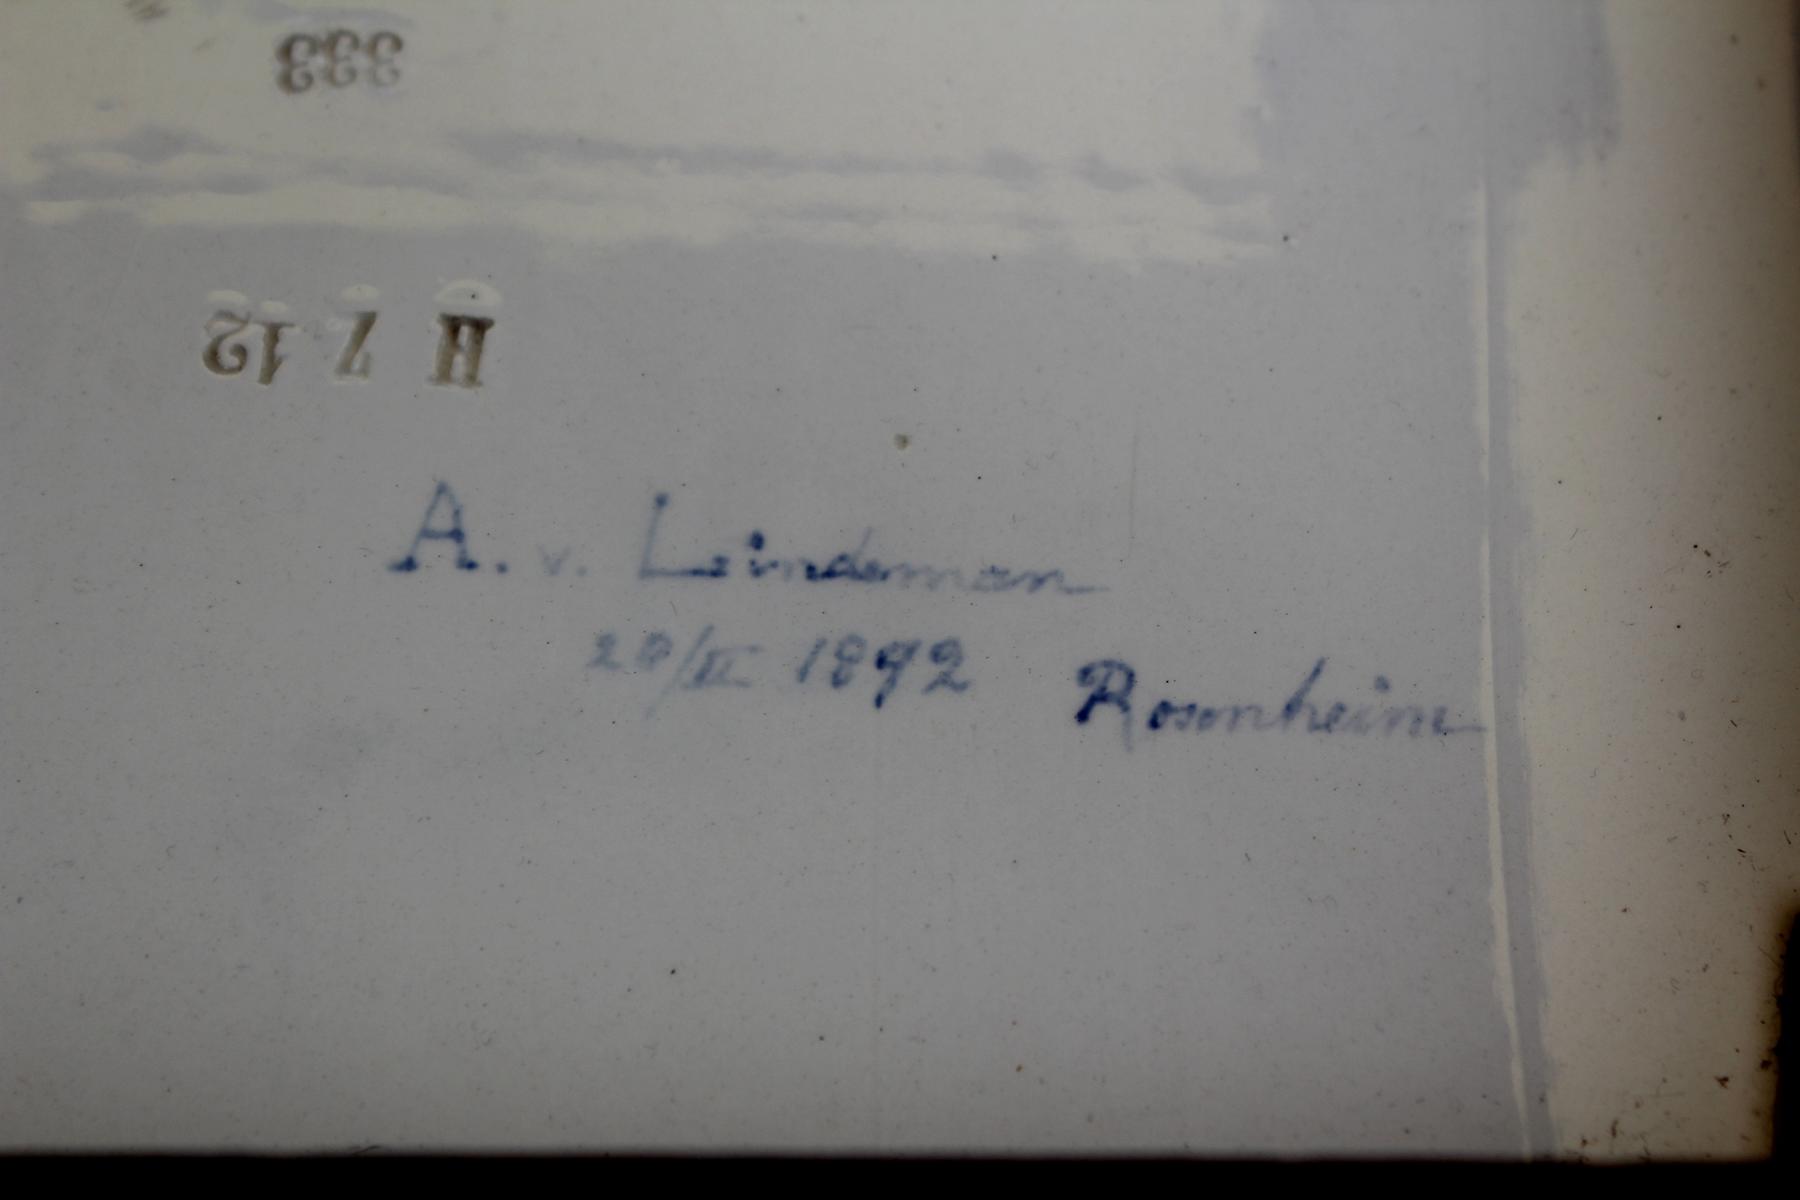 333
H 7 12
A. v. Lindeman
20/II 1892 Rosenheim